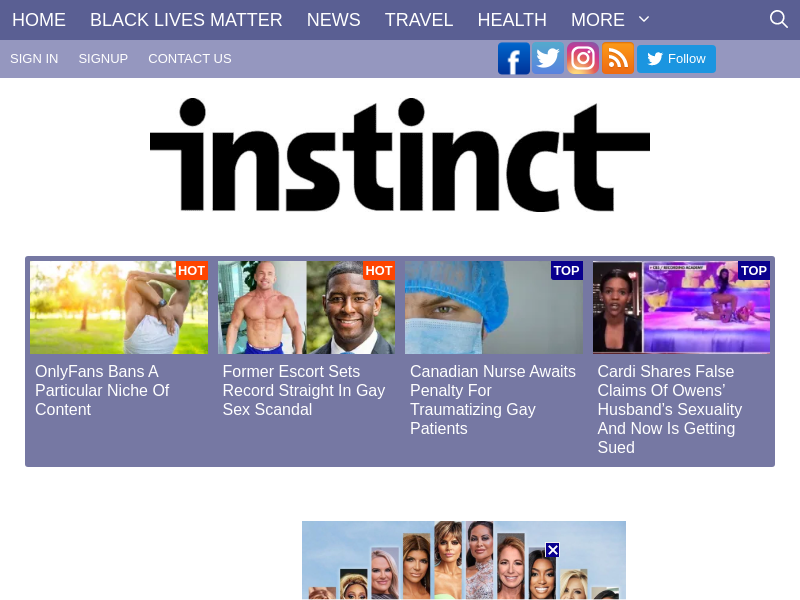 HOME BLACK LIVES MATTER NEWS TRAVEL HEALTH MORE
SIGN IN SIGNUP CONTACT US Follow
instinct
HOT
OnlyFans Bans A
Particular Niche Of
Content
HOT
Former Escort Sets
Record Straight In Gay
Sex Scandal
TOP
Canadian Nurse Awaits
Penalty For
Traumatizing Gay
Patients
TOP
Cardi Shares False
Claims Of Owens’
Husband’s Sexuality
And Now Is Getting
Sued